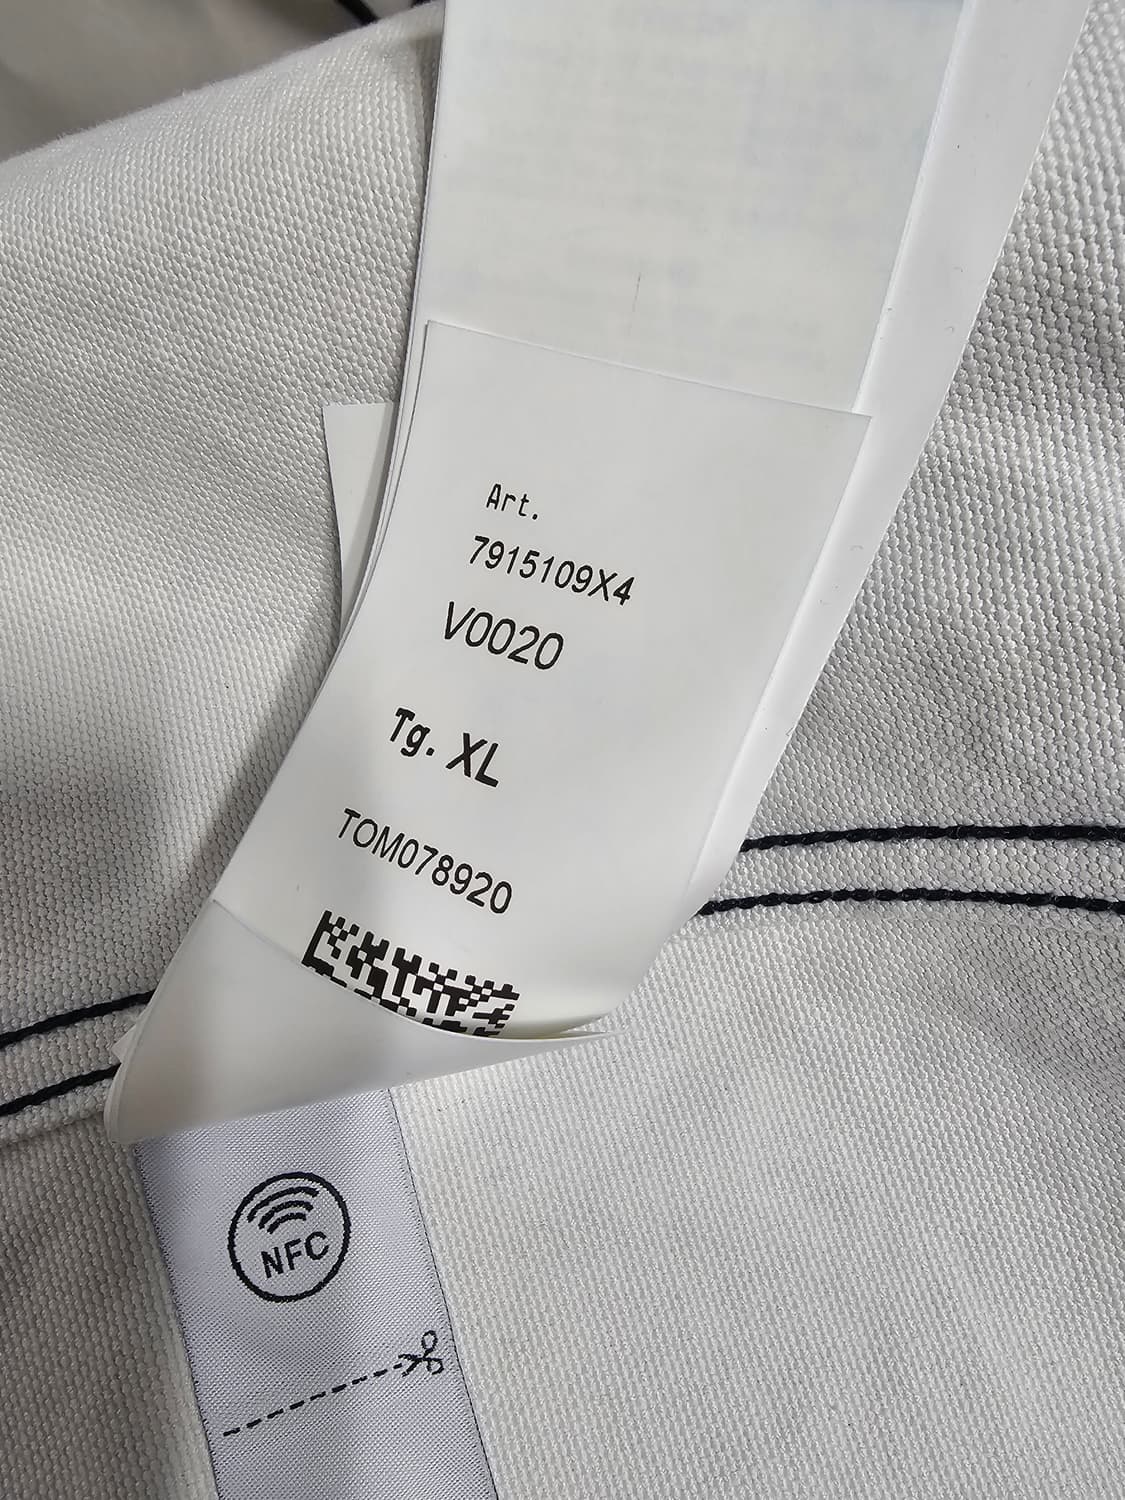 Art.
7915109X4
V0020
Tg. XL
TOM078920
NFC